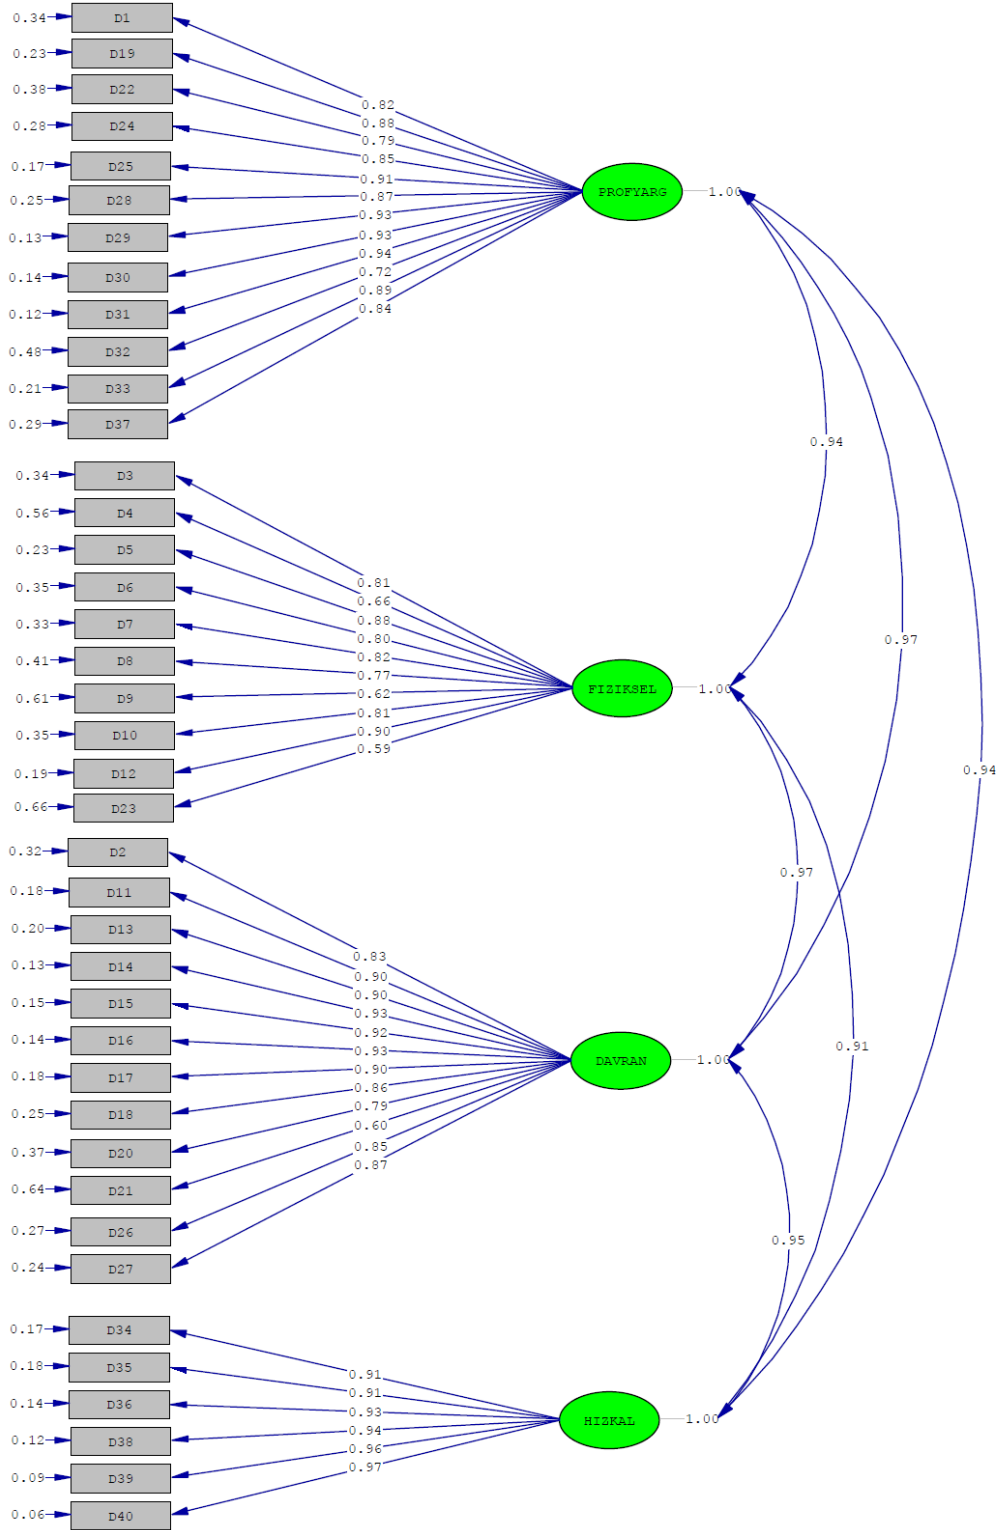 0.34 D1
0.23 D19
0.38 D22
0.28 D24
0.17 D25
0.25 D28
0.13 D29
0.14 D30
0.12 D31
0.48 D32
0.21 D33
0.29 D37
0.82
0.88
0.79
0.85
0.91
0.87
0.93
0.93
0.94
0.72
0.89
0.84
PROFYARG 1.00
0.34 D3
0.56 D4
0.23 D5
0.35 D6
0.33 D7
0.41 D8
0.61 D9
0.35 D10
0.19 D12
0.66 D23
0.81
0.66
0.88
0.80
0.82
0.77
0.62
0.81
0.90
0.59
FIZIKSEL 1.00
0.32 D2
0.18 D11
0.20 D13
0.13 D14
0.15 D15
0.14 D16
0.18 D17
0.25 D18
0.37 D20
0.64 D21
0.27 D26
0.24 D27
0.83
0.90
0.90
0.93
0.92
0.93
0.90
0.86
0.79
0.60
0.85
0.87
DAVRAN 1.00
0.17 D34
0.18 D35
0.14 D36
0.12 D38
0.09 D39
0.06 D40
0.91
0.91
0.93
0.94
0.96
0.97
HIZKAL 1.00
0.94
0.97
0.94
0.97
0.91
0.95